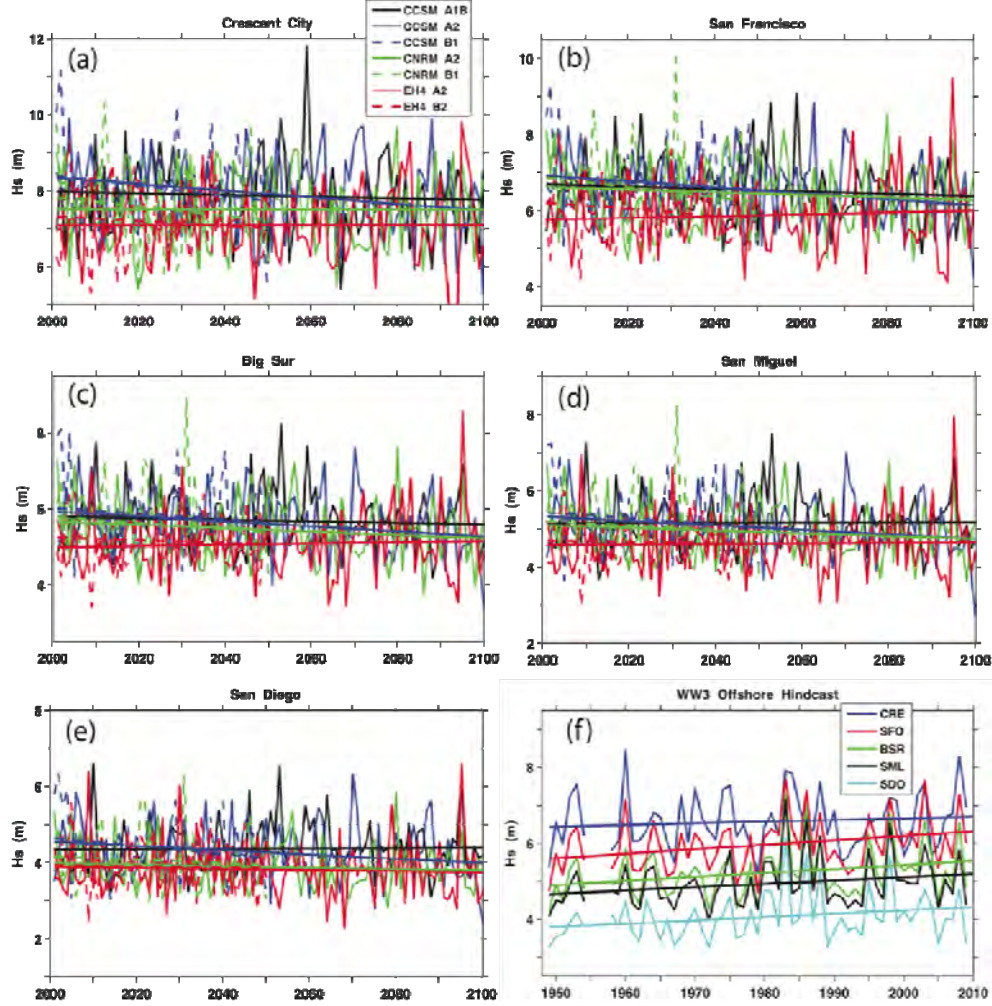 Crescent City
CCSM A1B
CCSM A2
CCSM B1
CNRM A2
CNRM B1
EH4 A2
EH4 B2
(a)
Hs (m)
12
10
8
6
2000 2020 2040 2060 2080 2100
San Francisco
(b)
Hs (m)
10
8
6
4
2000 2020 2040 2060 2080 2100
Big Sur
(c)
Hs (m)
8
6
4
2000 2020 2040 2060 2080 2100
San Miguel
(d)
Hs (m)
8
6
4
2
2000 2020 2040 2060 2080 2100
San Diego
(e)
Hs (m)
8
6
4
2
2000 2020 2040 2060 2080 2100
WW3 Offshore Hindcast
(f)
CRE
SFO
BSR
SML
SDO
Hs (m)
8
6
4
1950 1960 1970 1980 1990 2000 2010